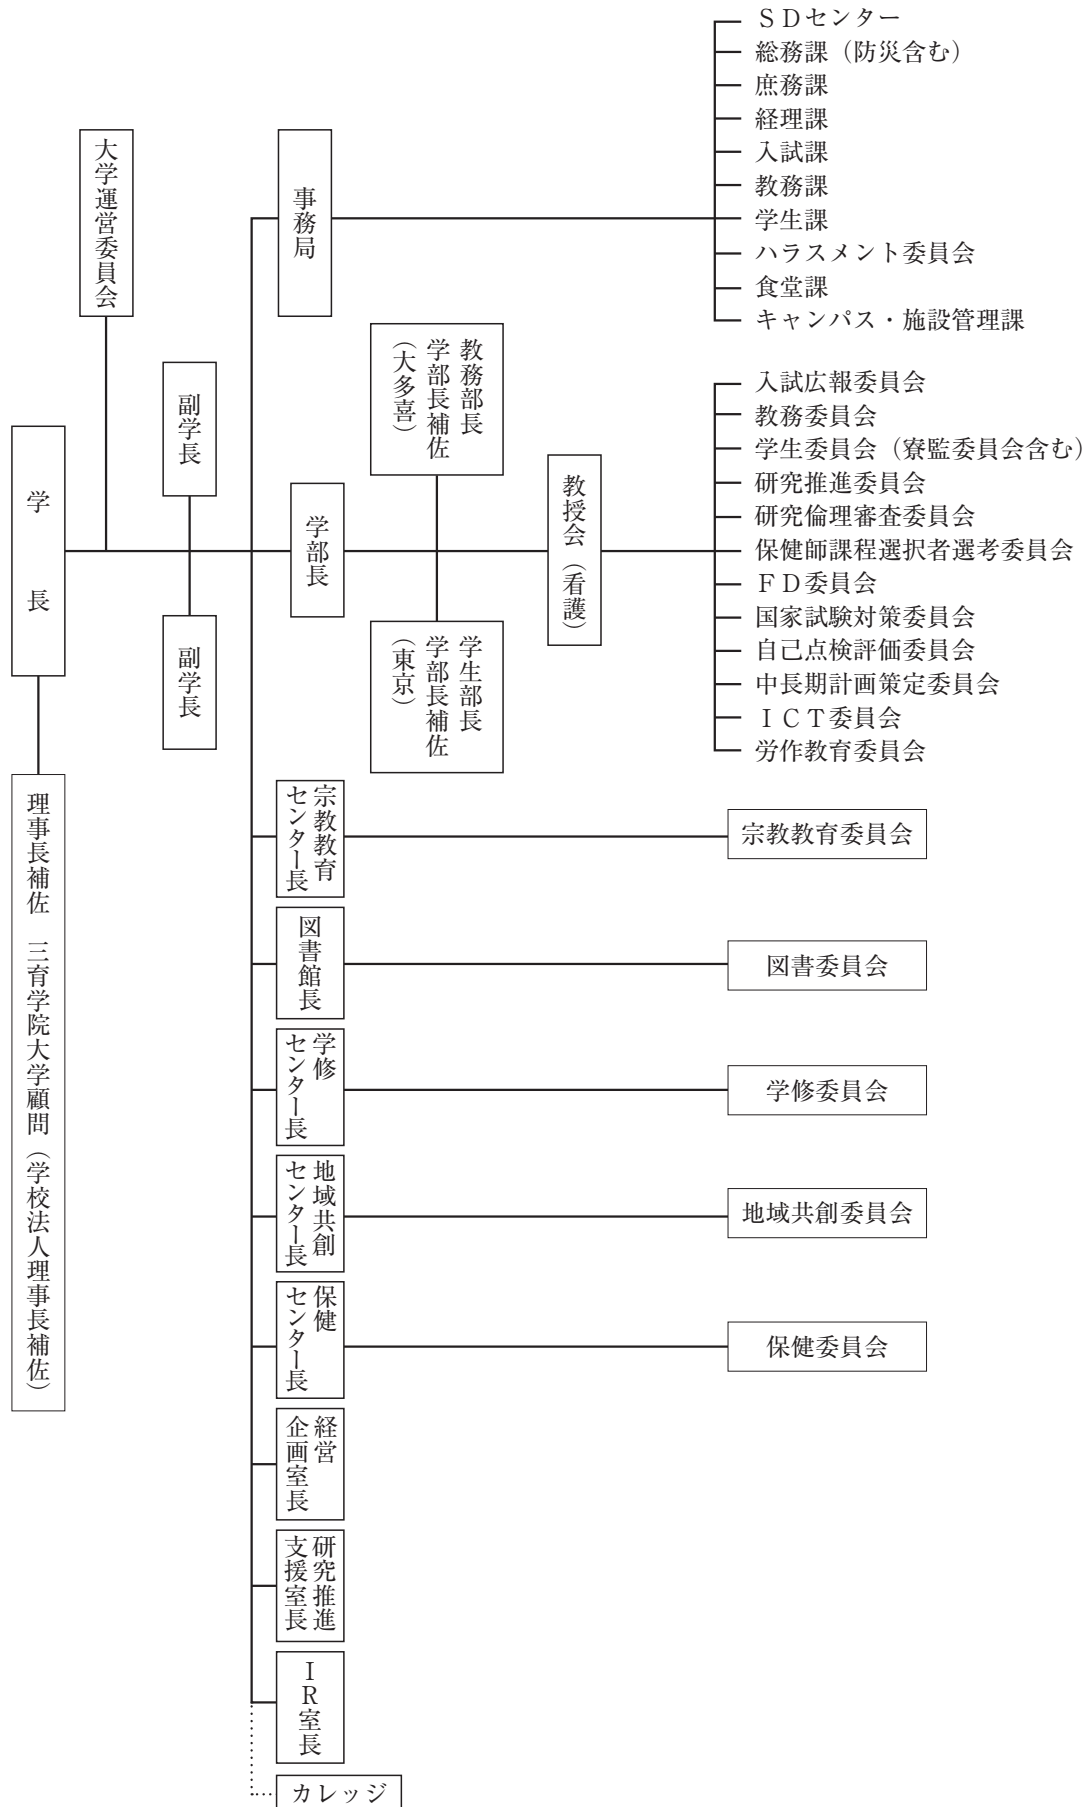 ＳＤセンター
総務課（防災含む）
庶務課
経理課
入試課
教務課
学生課
ハラスメント委員会
食堂課
キャンパス・施設管理課
事務局
大学運営委員会
副学長
副学長
学長
理事長補佐　三育学院大学顧問（学校法人理事長補佐）
学部長
教務部長
学部長補佐
（大多喜）
学生部長
学部長補佐
（東京）
教授会（看護）
入試広報委員会
教務委員会
学生委員会（寮監委員会含む）
研究推進委員会
研究倫理審査委員会
保健師課程選択者選考委員会
ＦＤ委員会
国家試験対策委員会
自己点検評価委員会
中長期計画策定委員会
ＩＣＴ委員会
労作教育委員会
宗教教育
センター長
宗教教育委員会
図書館長
図書委員会
学修
センター長
学修委員会
地域共創
センター長
地域共創委員会
保健
センター長
保健委員会
経営
企画室長
研究推進
支援室長
ＩＲ室長
カレッジ